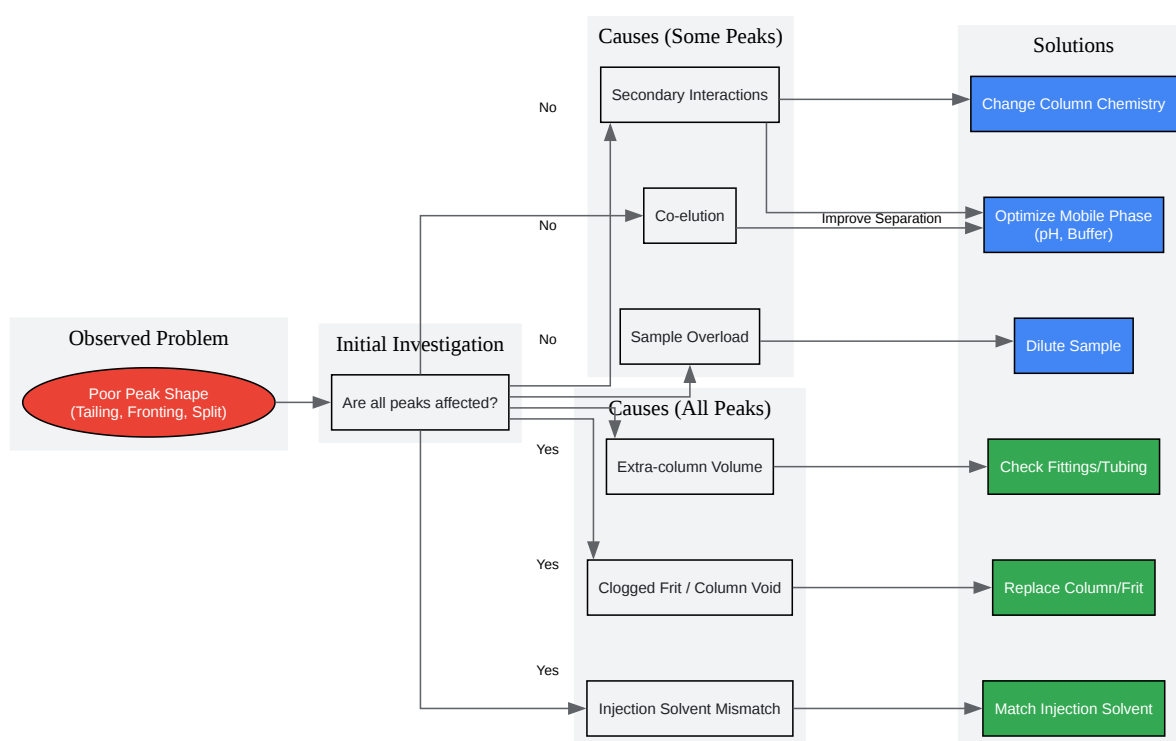 Observed Problem
Poor Peak Shape
(Tailing, Fronting, Split)
Initial Investigation
Are all peaks affected?
No
No
No
Yes
Yes
Yes
Causes (Some Peaks)
Secondary Interactions
Co-elution
Improve Separation
Sample Overload
Causes (All Peaks)
Extra-column Volume
Clogged Frit / Column Void
Injection Solvent Mismatch
Solutions
Change Column Chemistry
Optimize Mobile Phase
(pH, Buffer)
Dilute Sample
Check Fittings/Tubing
Replace Column/Frit
Match Injection Solvent